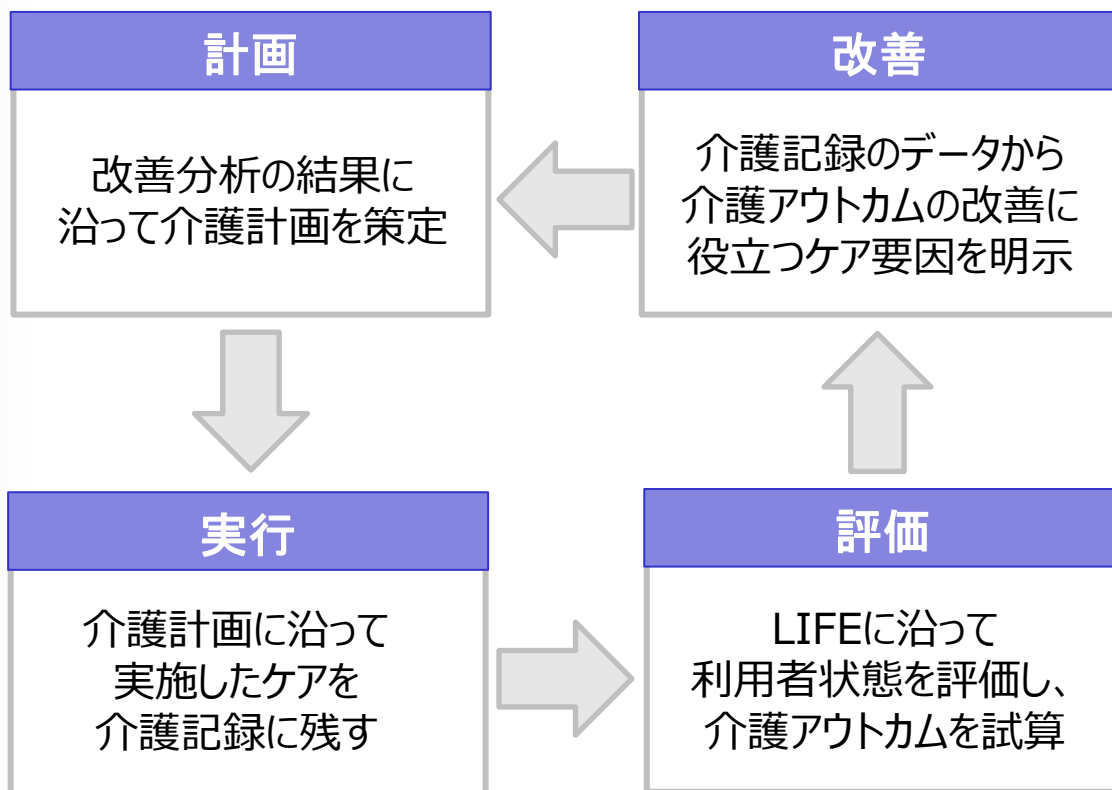 計画
改善分析の結果に
沿って介護計画を策定
改善
介護記録のデータから
介護アウトカムの改善に
役立つケア要因を明示
実行
介護計画に沿って
実施したケアを
介護記録に残す
評価
LIFEに沿って
利用者状態を評価し、
介護アウトカムを試算